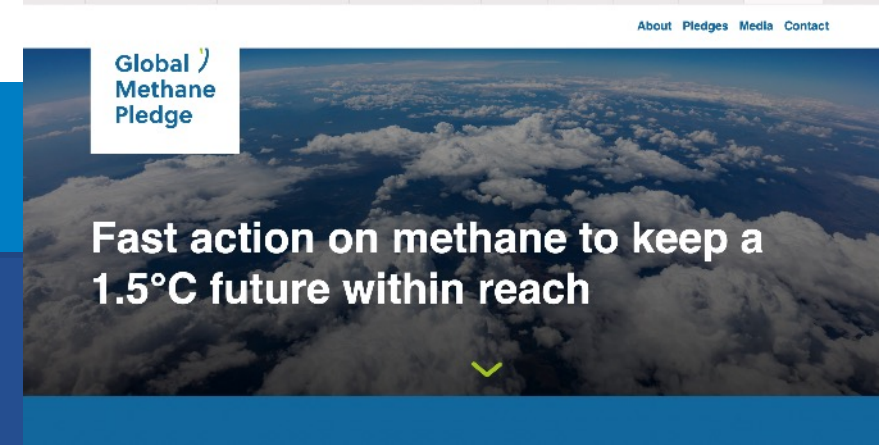 About Pledges Media Contact
Global
Methane
Pledge
Fast action on methane to keep a
1.5°C future within reach